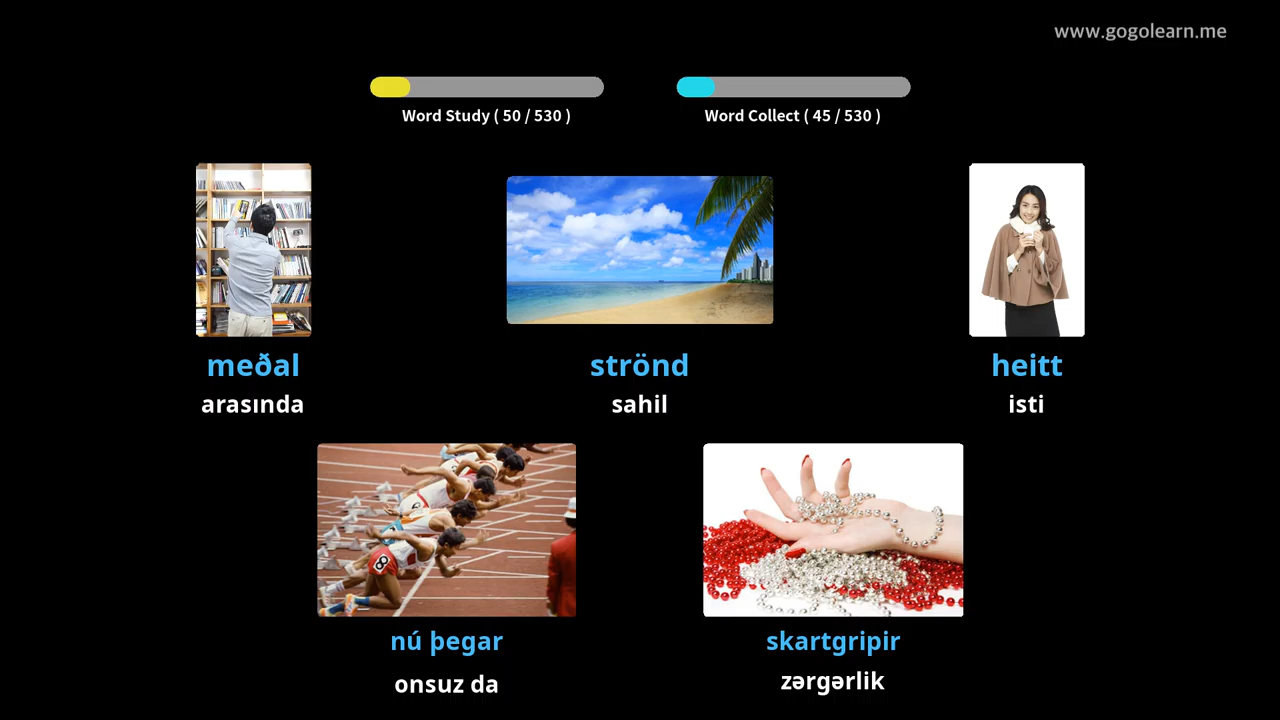 www.gogolearn.me
Word Study ( 50 / 530 )
Word Collect ( 45 / 530 )
meðal
arasında
strönd
sahil
heitt
isti
8
nú þegar
onsuz da
skartgripir
zərgərlik